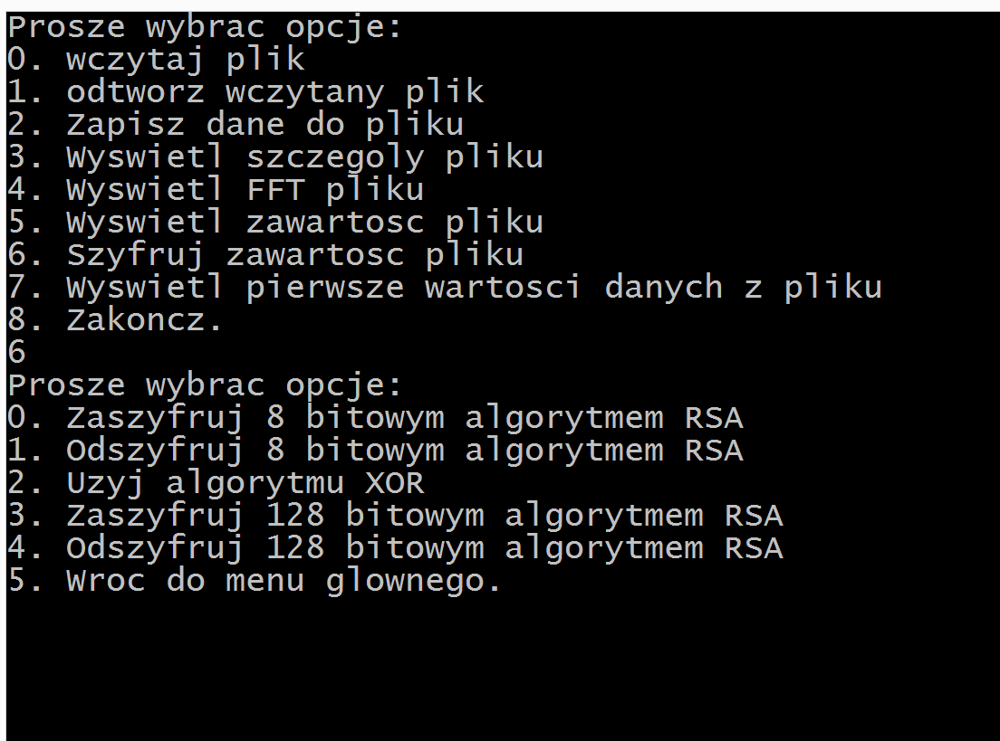 Prosze wybrac opcje:
0. wczytaj plik
1. odtworz wczytany plik
2. Zapisz dane do pliku
3. Wyswietl szczegoly pliku
4. Wyswietl FFT pliku
5. Wyswietl zawartosc pliku
6. Szyfruj zawartosc pliku
7. Wyswietl pierwsze wartosci danych z pliku
8. Zakoncz.
6
Prosze wybrac opcje:
0. Zaszyfruj 8 bitowym algorytmem RSA
1. Odszyfruj 8 bitowym algorytmem RSA
2. Uzyj algorytmu XOR
3. Zaszyfruj 128 bitowym algorytmem RSA
4. Odszyfruj 128 bitowym algorytmem RSA
5. Wroc do menu glownego.